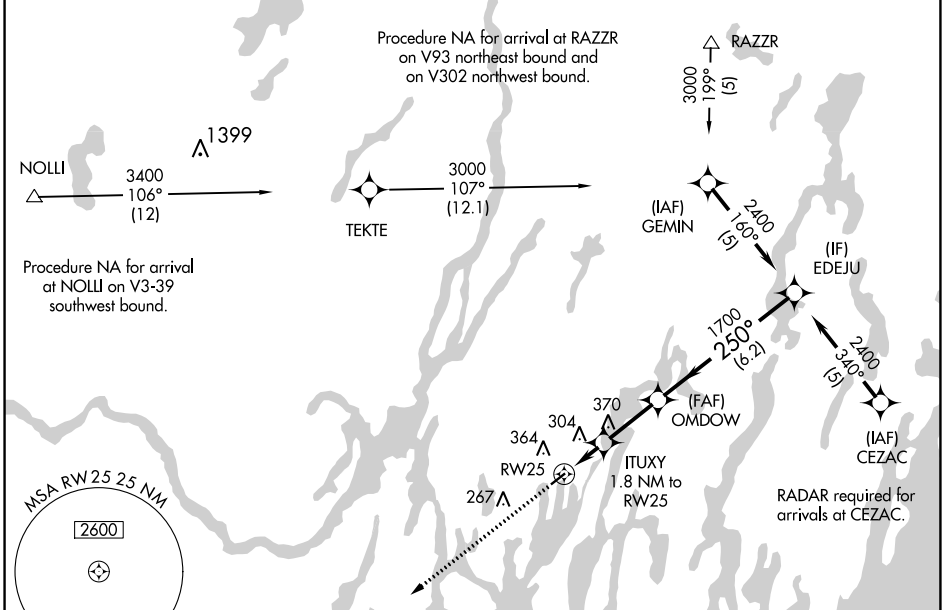 Procedure NA for arrival at RAZZR
on V93 northeast bound and
on V302 northwest bound.
RAZZR
3000
199°
(5)
1399
NOLLI
3400
106°
(12)
3000
107°
(12.1)
TEKTE
(IAF)
GEMIN
2400
160°
(5)
(IF)
EDEJU
Procedure NA for arrival
at NOLLI on V3-39
southwest bound.
1700
250°
(6.2)
2400
340°
(5)
(FAF)
OMDOW
370
304
364
(IAF)
CEZAC
RW25
ITUXY
1.8 NM to
RW25
267
RADAR required for
arrivals at CEZAC.
MSA RW25 25 NM
2600